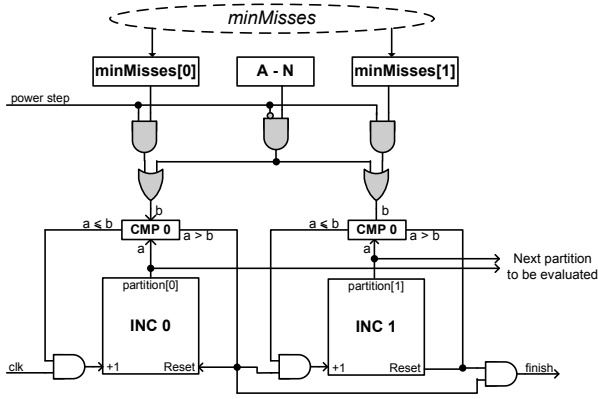 minMisses
minMisses[0]
A - N
minMisses[1]
power step
b
b
a ⩽ b
CMP 0
a > b
a ⩽ b
CMP 0
a > b
a
a
Next partition
to be evaluated
partition[0]
partition[1]
INC 0
INC 1
clk
+1
Reset
+1
Reset
finish